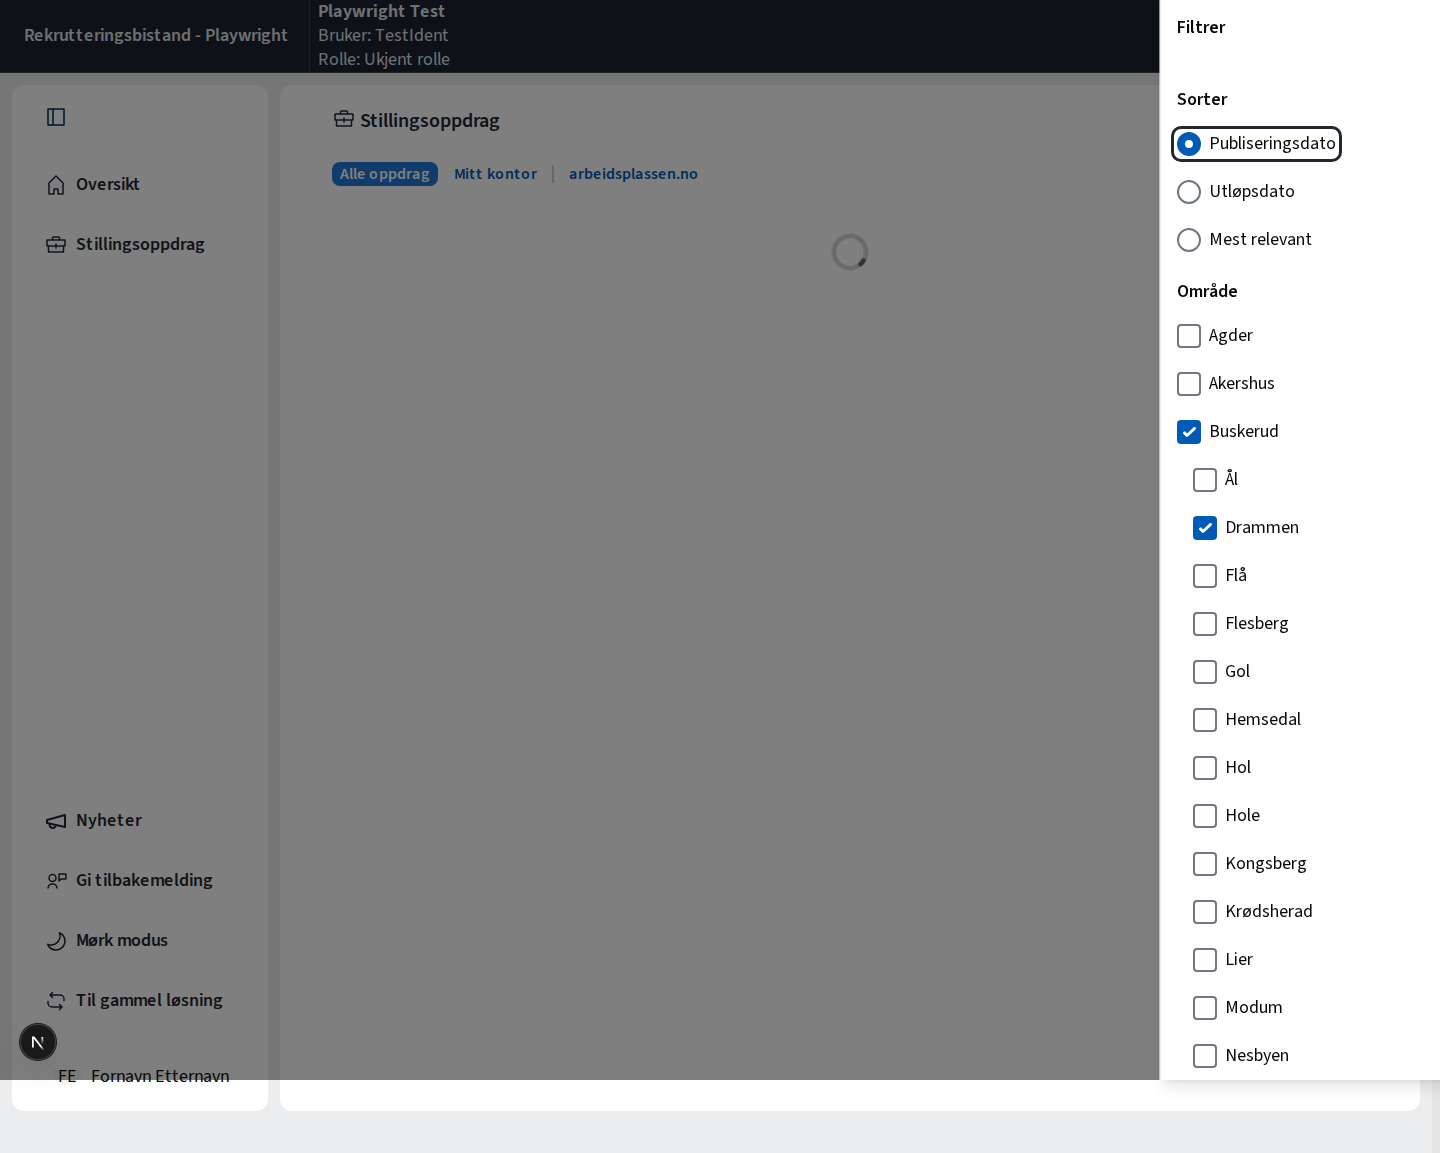 Rekrutteringsbistand - Playwright
Playwright Test
Bruker: TestIdent
Rolle: Ukjent rolle
Oversikt
Stillingsoppdrag
Nyheter
Gi tilbakemelding
Mørk modus
Til gammel løsning
N
FE Fornavn Etternavn
Stillingsoppdrag
Alle oppdrag Mitt kontor arbeidsplassen.no
Filtrer
Sorter
Publiseringsdato
Utløpsdato
Mest relevant
Område
Agder
Akershus
Buskerud
Ål
Drammen
Flå
Flesberg
Gol
Hemsedal
Hol
Hole
Kongsberg
Krødsherad
Lier
Modum
Nesbyen